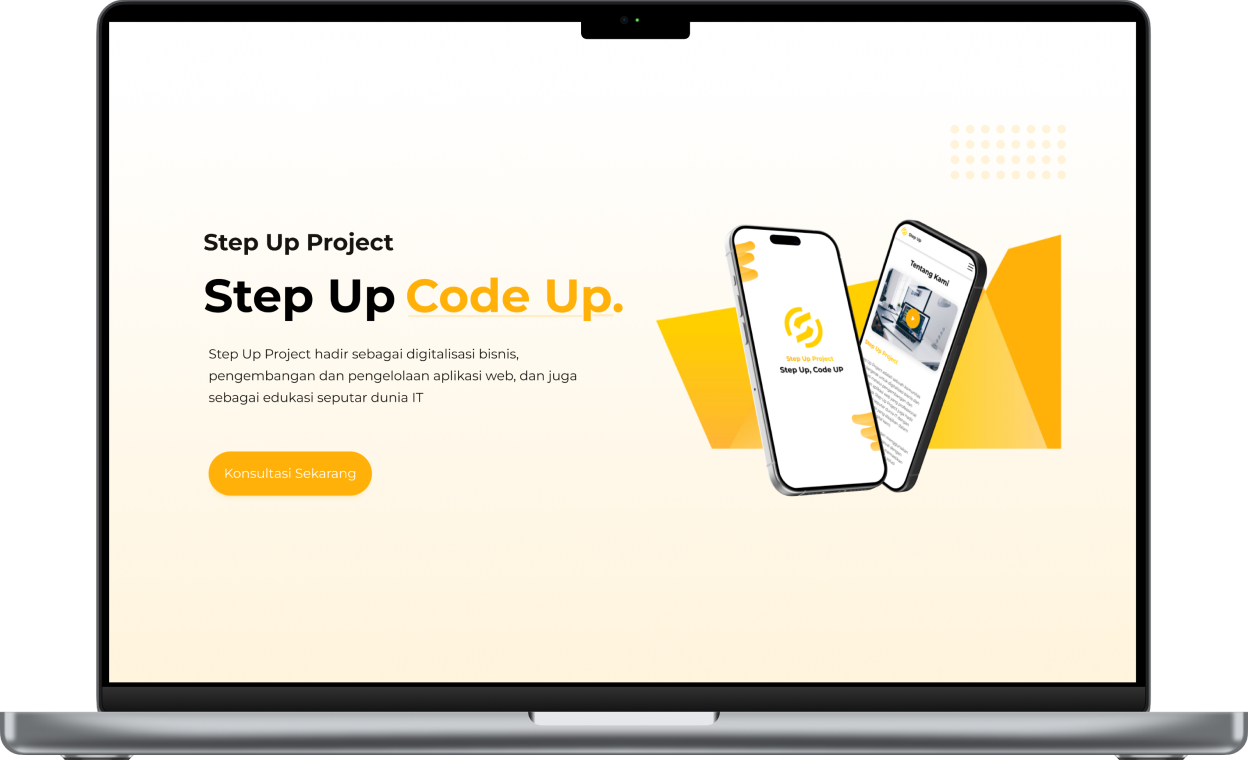 Step Up Project
Step Up Code Up.
Step Up Project hadir sebagai digitalisasi bisnis,
pengembangan dan pengelolaan aplikasi web, dan juga
sebagai edukasi seputar dunia IT
Konsultasi Sekarang
Step Up Project
Step Up, Code UP
Step Up
Tentang Kami
Step Up Project